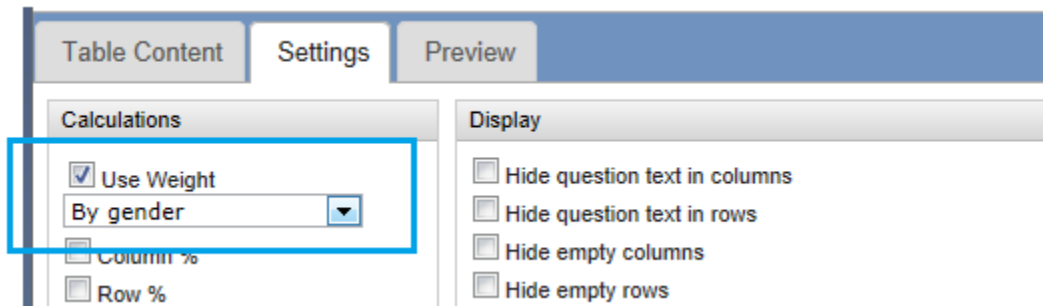 Table Content Settings Preview
Calculations
Use Weight
By gender
Column %
Row %
Display
Hide question text in columns
Hide question text in rows
Hide empty columns
Hide empty rows